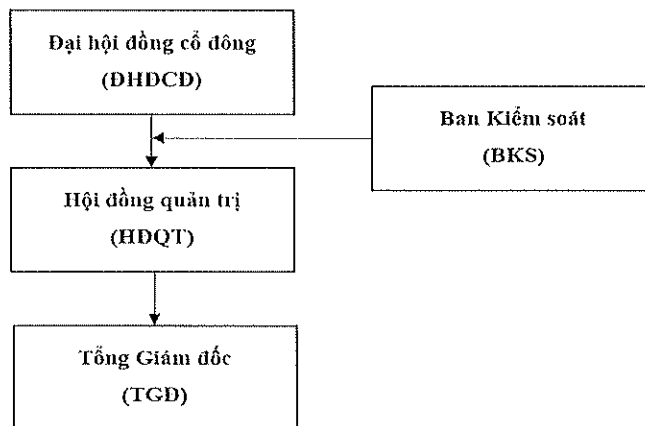 Đại hội đồng cổ đông
(ĐHĐCĐ)
Ban Kiểm soát
(BKS)
Hội đồng quản trị
(HĐQT)
Tổng Giám đốc
(TGĐ)